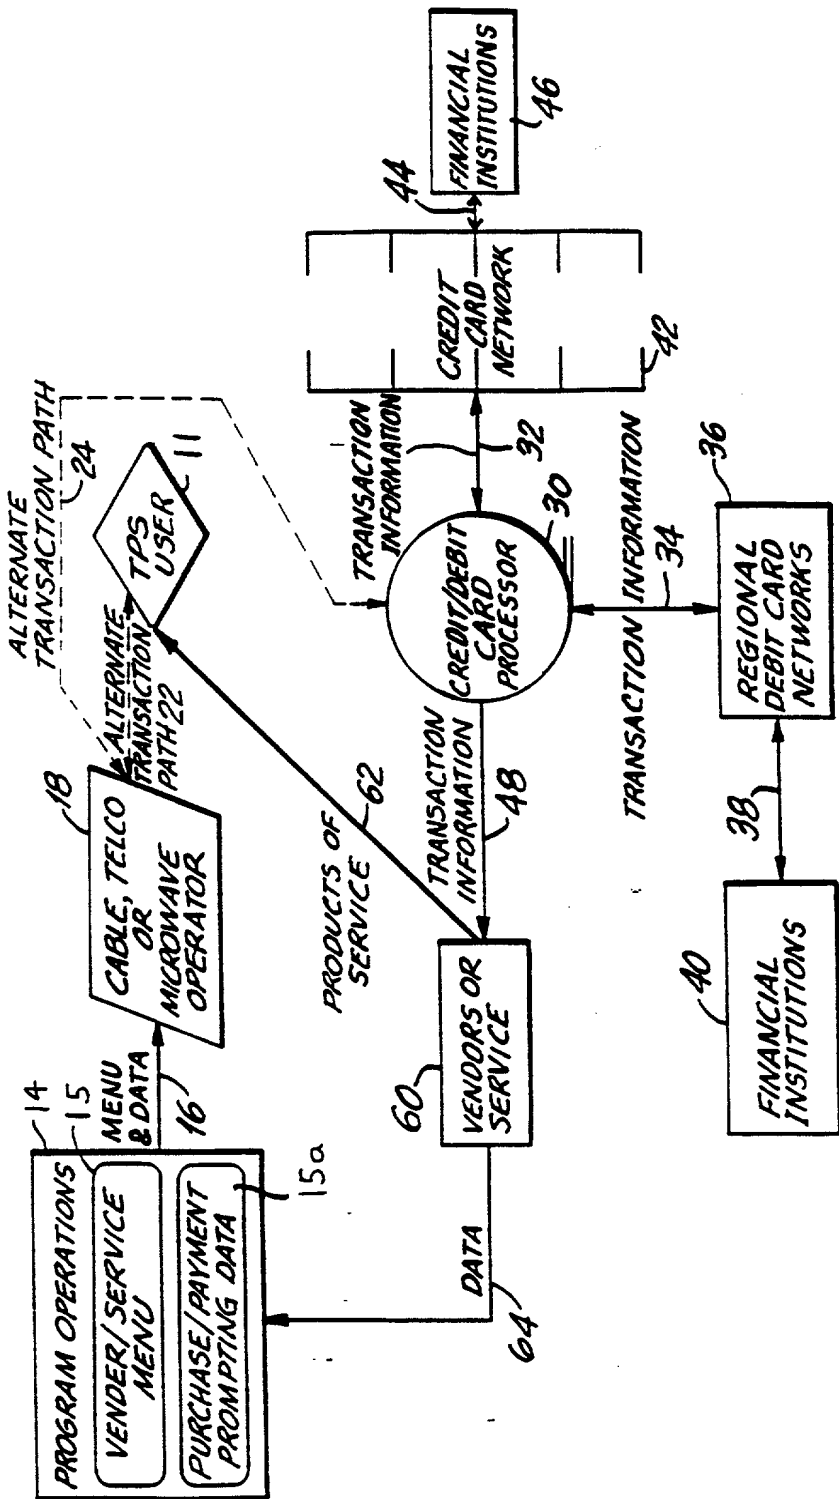 14
PROGRAM OPERATIONS
15
VENDER/SERVICE
MENU
PURCHASE/PAYMENT
PROMPTING DATA
15a
MENU
& DATA
16
18
CABLE, TELCO
OR
MICROWAVE
OPERATOR
ALTERNATE
TRANSACTION PATH
24
ALTERNATE
TRANSACTION
PATH 22
TPS
USER
11
PRODUCTS OF
SERVICE
62
DATA
64
60
VENDORS OR
SERVICE
TRANSACTION
INFORMATION
48
CREDIT/DEBIT
CARD
PROCESSOR
30
TRANSACTION
INFORMATION
32
CREDIT
CARD
NETWORK
42
44
FINANCIAL
INSTITUTIONS
46
TRANSACTION INFORMATION
34
36
REGIONAL
DEBIT CARD
NETWORKS
38
40
FINANCIAL
INSTITUTIONS